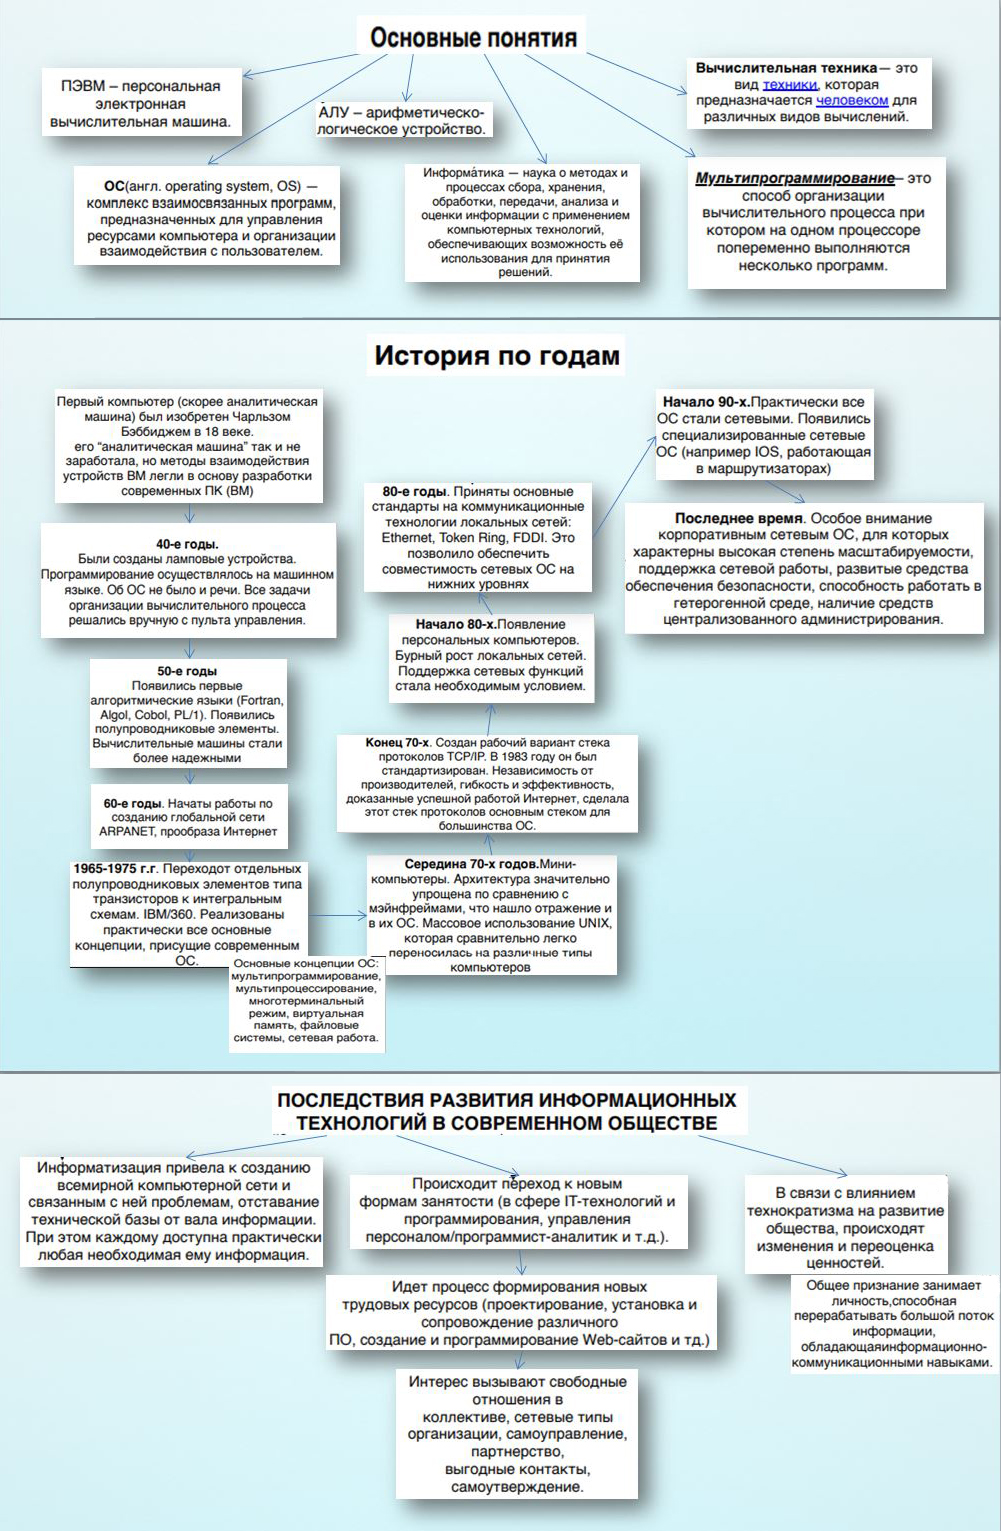 Основные понятия
ПЭВМ – персональная
электронная
вычислительная машина.
АЛУ – арифметическо-
логическое устройство.
Вычислительная техника— это
вид техники, которая
предназначается человеком для
различных видов вычислений.
ОС(англ. operating system, OS) —
комплекс взаимосвязанных программ,
предназначенных для управления
ресурсами компьютера и организации
взаимодействия с пользователем.
Информа́тика — наука о методах и
процессах сбора, хранения,
обработки, передачи, анализа и
оценки информации с применением
компьютерных технологий,
обеспечивающих возможность её
использования для принятия
решений.
Мультипрограммирование– это
способ организации
вычислительного процесса при
котором на одном процессоре
попеременно выполняются
несколько программ.
История по годам
Первый компьютер (скорее аналитическая
машина) был изобретен Чарльзом
Бэббиджем в 18 веке.
его “аналитическая машина” так и не
заработала, но методы взаимодействия
устройств ВМ легли в основу разработки
современных ПК (ВМ)
40-е годы.
Были созданы ламповые устройства.
Программирование осуществлялось на машинном
языке. Об ОС не было и речи. Все задачи
организации вычислительного процесса
решались вручную с пульта управления.
50-е годы
Появились первые
алгоритмические языки (Fortran,
Algol, Cobol, PL/1). Появились
полупроводниковые элементы.
Вычислительные машины стали
более надежными
60-е годы. Начаты работы по
созданию глобальной сети
ARPANET, прообраза Интернет
1965-1975 г.г. Переходот отдельных
полупроводниковых элементов типа
транзисторов к интегральным
схемам. IBM/360. Реализованы
практически все основные
концепции, присущие современным
ОС.
Основные концепции ОС:
мультипрограммирование,
мультипроцессирование,
многотерминальный
режим, виртуальная
память, файловые
системы, сетевая работа.
Середина 70-х годов.Мини-
компьютеры. Архитектура значительно
упрощена по сравнению с
мэйнфреймами, что нашло отражение и
в их ОС. Массовое использование UNIX,
которая сравнительно легко
переносилась на различные типы
компьютеров
Конец 70-х. Создан рабочий вариант стека
протоколов TCP/IP. В 1983 году он был
стандартизирован. Независимость от
производителей, гибкость и эффективность,
доказанные успешной работой Интернет, сделала
этот стек протоколов основным стеком для
большинства ОС.
Начало 80-х.Появление
персональных компьютеров.
Бурный рост локальных сетей.
Поддержка сетевых функций
стала необходимым условием.
80-е годы. Приняты основные
стандарты на коммуникационные
технологии локальных сетей:
Ethernet, Token Ring, FDDI. Это
позволило обеспечить
совместимость сетевых ОС на
нижних уровнях
Начало 90-х.Практически все
ОС стали сетевыми. Появились
специализированные сетевые
ОС (например IOS, работающая
в маршрутизаторах)
Последнее время. Особое внимание
корпоративным сетевым ОС, для которых
характерны высокая степень масштабируемости,
поддержка сетевой работы, развитые средства
обеспечения безопасности, способность работать в
гетерогенной среде, наличие средств
централизованного администрирования.
ПОСЛЕДСТВИЯ РАЗВИТИЯ ИНФОРМАЦИОННЫХ
ТЕХНОЛОГИЙ В СОВРЕМЕННОМ ОБЩЕСТВЕ
Информатизация привела к созданию
всемирной компьютерной сети и
связанным с ней проблемам, отставание
технической базы от вала информации.
При этом каждому доступна практически
любая необходимая ему информация.
Происходит переход к новым
формам занятости (в сфере IT-технологий и
программирования, управления
персоналом/программист-аналитик и т.д.).
Идет процесс формирования новых
трудовых ресурсов (проектирование, установка и
сопровождение различного
ПО, создание и программирование Web-сайтов и тд.)
Интерес вызывают свободные
отношения в
коллективе, сетевые типы
организации, самоуправление,
партнерство,
выгодные контакты,
самоутверждение.
В связи с влиянием
технократизма на развитие
общества, происходят
изменения и переоценка
ценностей.
Общее признание занимает
личность,способная
перерабатывать большой поток
информации,
обладающаяинформационно-
коммуникационными навыками.